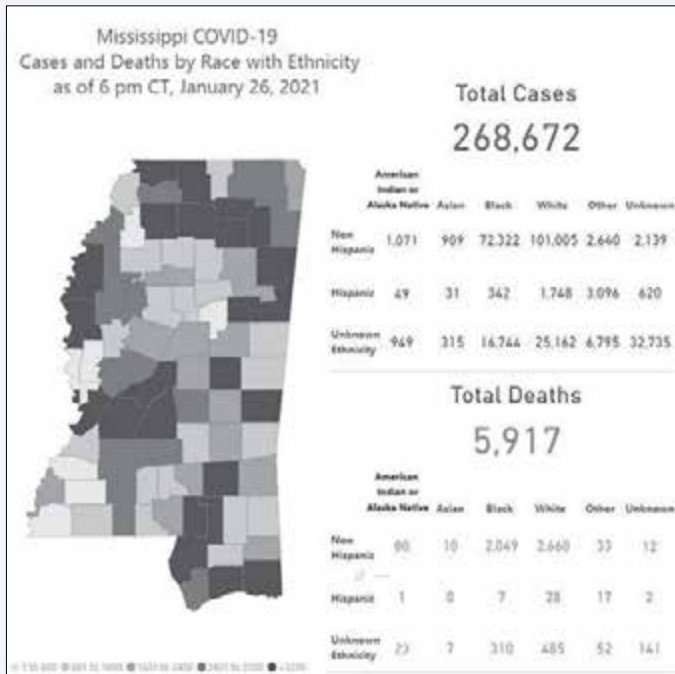 Mississippi COVID-19
Cases and Deaths by Race with Ethnicity
as of 6 pm CT, January 26, 2021
Total Cases
268,672
American
Indian or
Alaska Native Asian Black White Other Unknown
Non
Hispanic 1,071 909 72,322 101,005 2,640 2,139
Hispanic 49 31 342 1,748 3,096 620
Unknown
Ethnicity 949 315 16,744 25,162 6,795 32,735
Total Deaths
5,917
American
Indian or
Alaska Native Asian Black White Other Unknown
Non
Hispanic 10 2,049 2,660 33 12
Hispanic 1 0 7 28 17 2
Unknown
Ethnicity 23 7 310 485 52 141